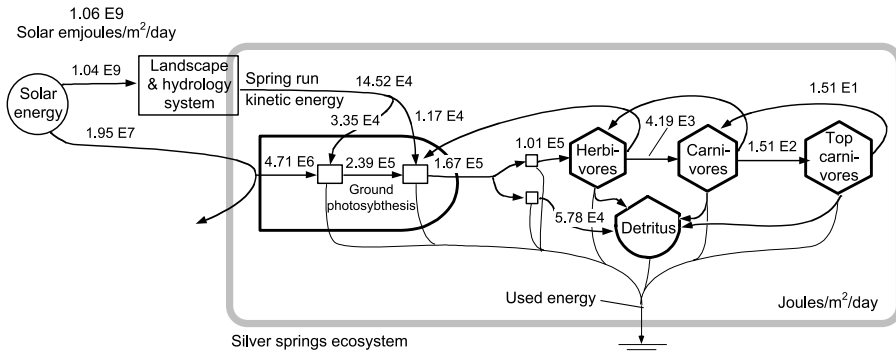 1.06 E9
Solar emjoules/m²/day
1.04 E9
Landscape
& hydrology
system
Solar
energy
1.95 E7
Spring run
kinetic energy
14.52 E4
3.35 E4
1.17 E4
4.71 E6
2.39 E5
1.67 E5
Ground
photosybthesis
1.01 E5
5.78 E4
Herbi-
vores
4.19 E3
Carni-
vores
1.51 E2
1.51 E1
Top
carni-
vores
Detritus
Used energy
Joules/m²/day
Silver springs ecosystem